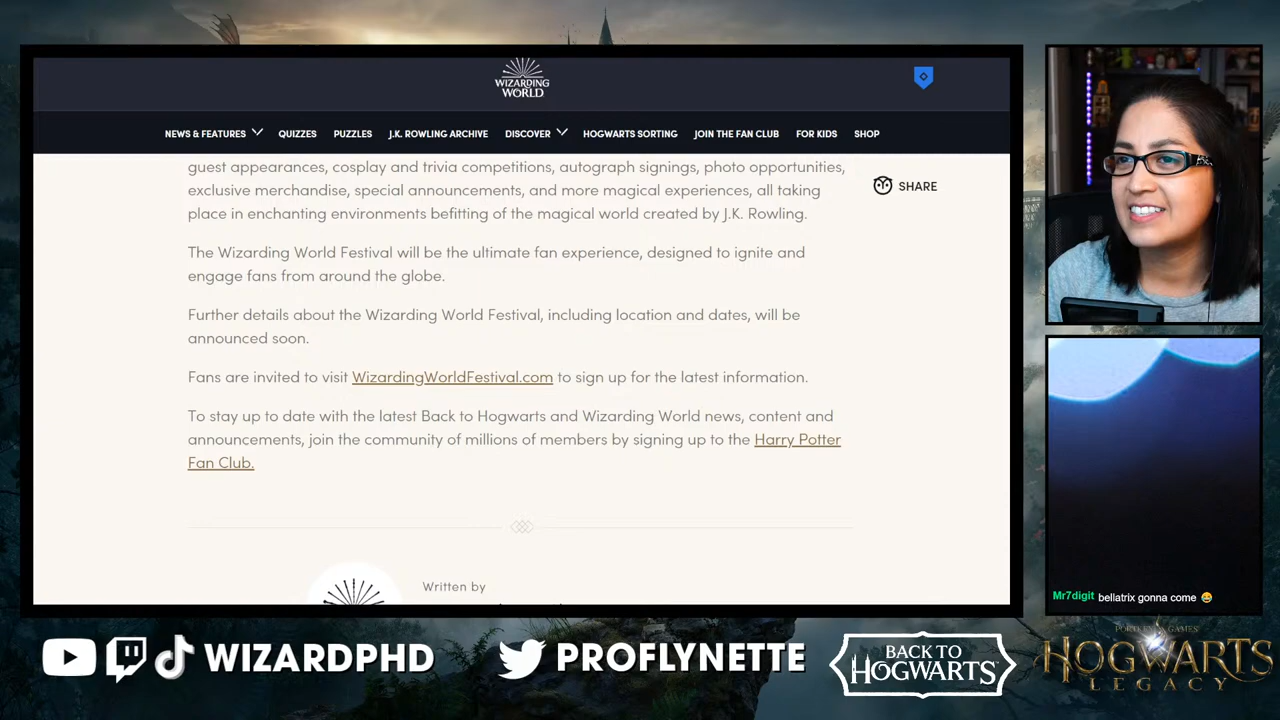 WIZARDING
WORLD
NEWS & FEATURES QUIZZES PUZZLES J.K. ROWLING ARCHIVE DISCOVER HOGWARTS SORTING JOIN THE FAN CLUB FOR KIDS SHOP
guest appearances, cosplay and trivia competitions, autograph signings, photo opportunities,
exclusive merchandise, special announcements, and more magical experiences, all taking
place in enchanting environments befitting of the magical world created by J.K. Rowling.
SHARE
The Wizarding World Festival will be the ultimate fan experience, designed to ignite and
engage fans from around the globe.
Further details about the Wizarding World Festival, including location and dates, will be
announced soon.
Fans are invited to visit WizardingWorldFestival.com to sign up for the latest information.
To stay up to date with the latest Back to Hogwarts and Wizarding World news, content and
announcements, join the community of millions of members by signing up to the Harry Potter
Fan Club.
Written by
Mr7digit bellatrix gonna come 😂
WIZARDPHD
PROFLYNETTE
BACK TO
HOGWARTS
PORTKEY GAMES
HOGWARTS
LEGACY